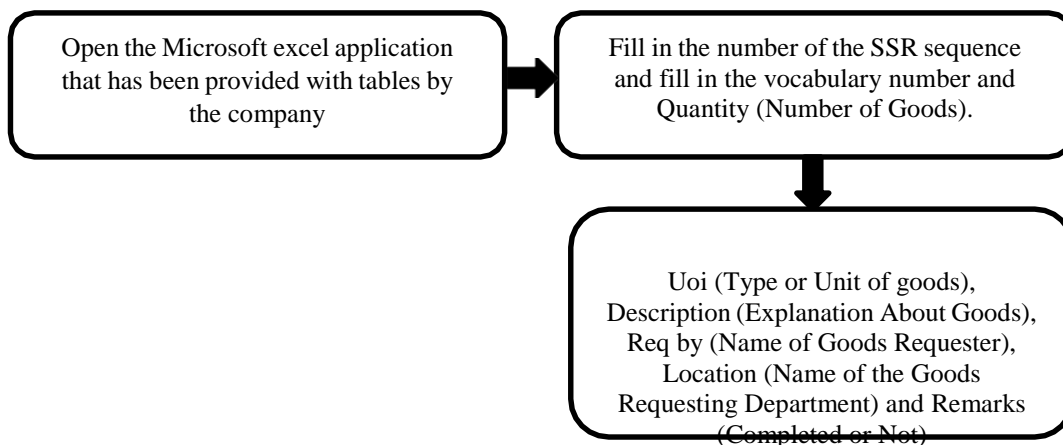 Open the Microsoft excel application
that has been provided with tables by
the company
Fill in the number of the SSR sequence
and fill in the vocabulary number and
Quantity (Number of Goods).
Uoi (Type or Unit of goods),
Description (Explanation About Goods),
Req by (Name of Goods Requester),
Location (Name of the Goods
Requesting Department) and Remarks
(Completed or Not)